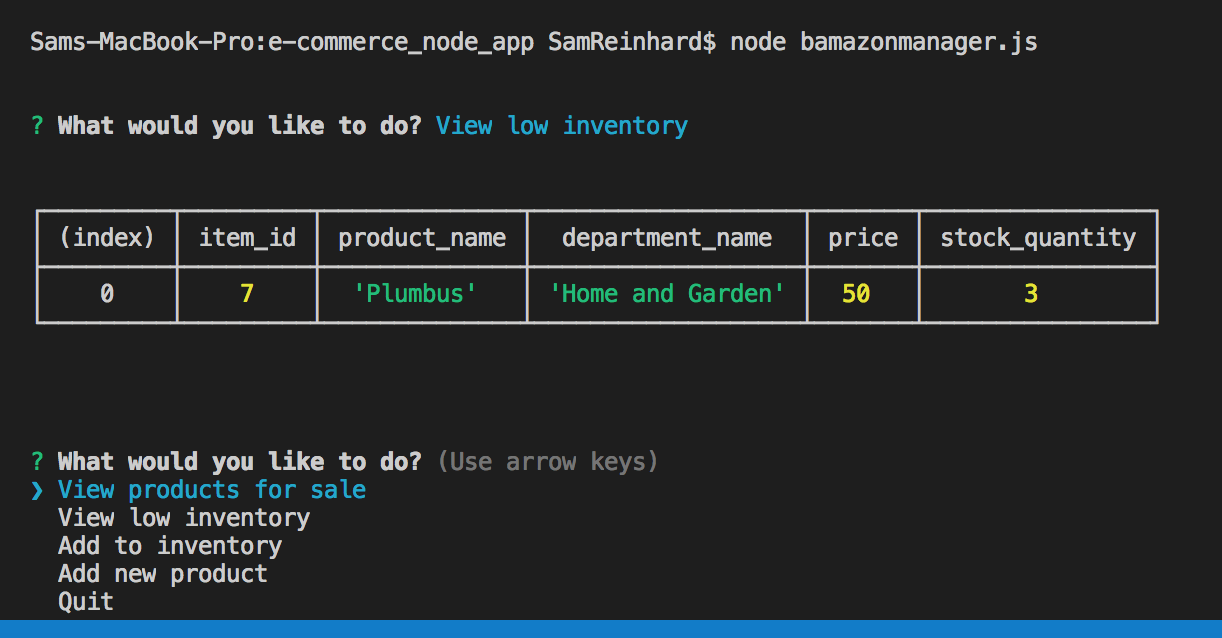 Sams-MacBook-Pro:e-commerce_node_app SamReinhard$ node bamazonmanager.js
? What would you like to do? View low inventory
(index) item_id product_name department_name price stock_quantity
0 7 'Plumbus' 'Home and Garden' 50 3
? What would you like to do? (Use arrow keys)
❯ View products for sale
View low inventory
Add to inventory
Add new product
Quit